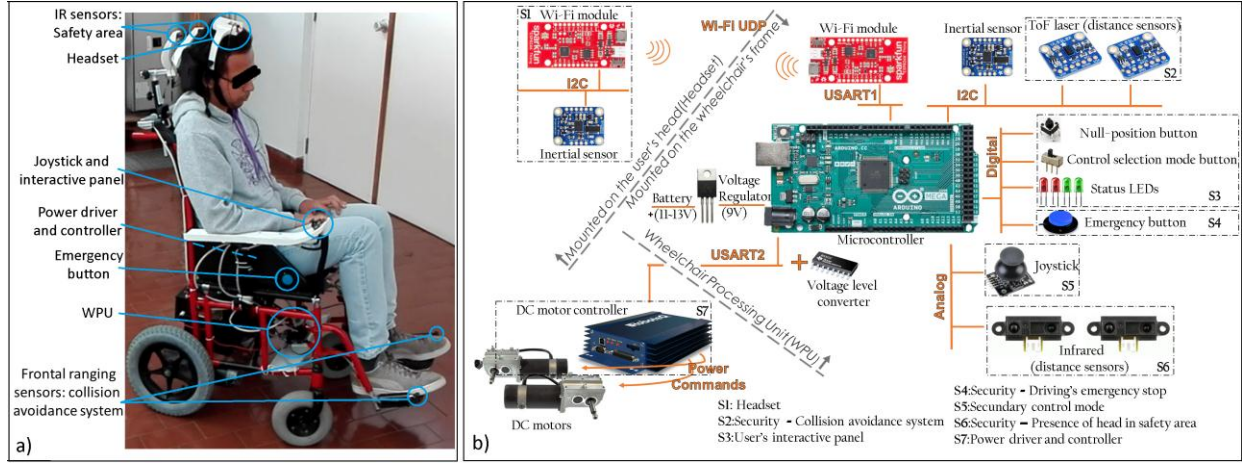 a)
IR sensors:
Safety area
Headset
Joystick and
interactive panel
Power driver
and controller
Emergency
button
WPU
Frontal ranging
sensors: collision
avoidance system
b)
S1
Wi-Fi module
sparkfun
I2C
Inertial sensor
Wi-Fi UDP
Mounted on the user's head(Headset)
Mounted on the wheelchair's frame
Wi-Fi module
sparkfun
USART1
Inertial sensor
ToF laser (distance sensors)
S2
I2C
Battery
+(11-13V)
Voltage
Regulator
(9V)
ARDUINO
MEGA
Microcontroller
Digital
Null-position button
Control selection mode button
Status LEDs
S3
Emergency button
S4
Analog
Joystick
S5
Infrared
(distance sensors)
S6
USART2
+
Voltage level
converter
Wheelchair Processing Unit(WPU)
DC motor controller
S7
Power
Commands
DC motors
S1: Headset
S2:Security - Collision avoidance system
S3:User's interactive panel
S4:Security - Driving's emergency stop
S5:Secundary control mode
S6:Security - Presence of head in safety area
S7:Power driver and controller